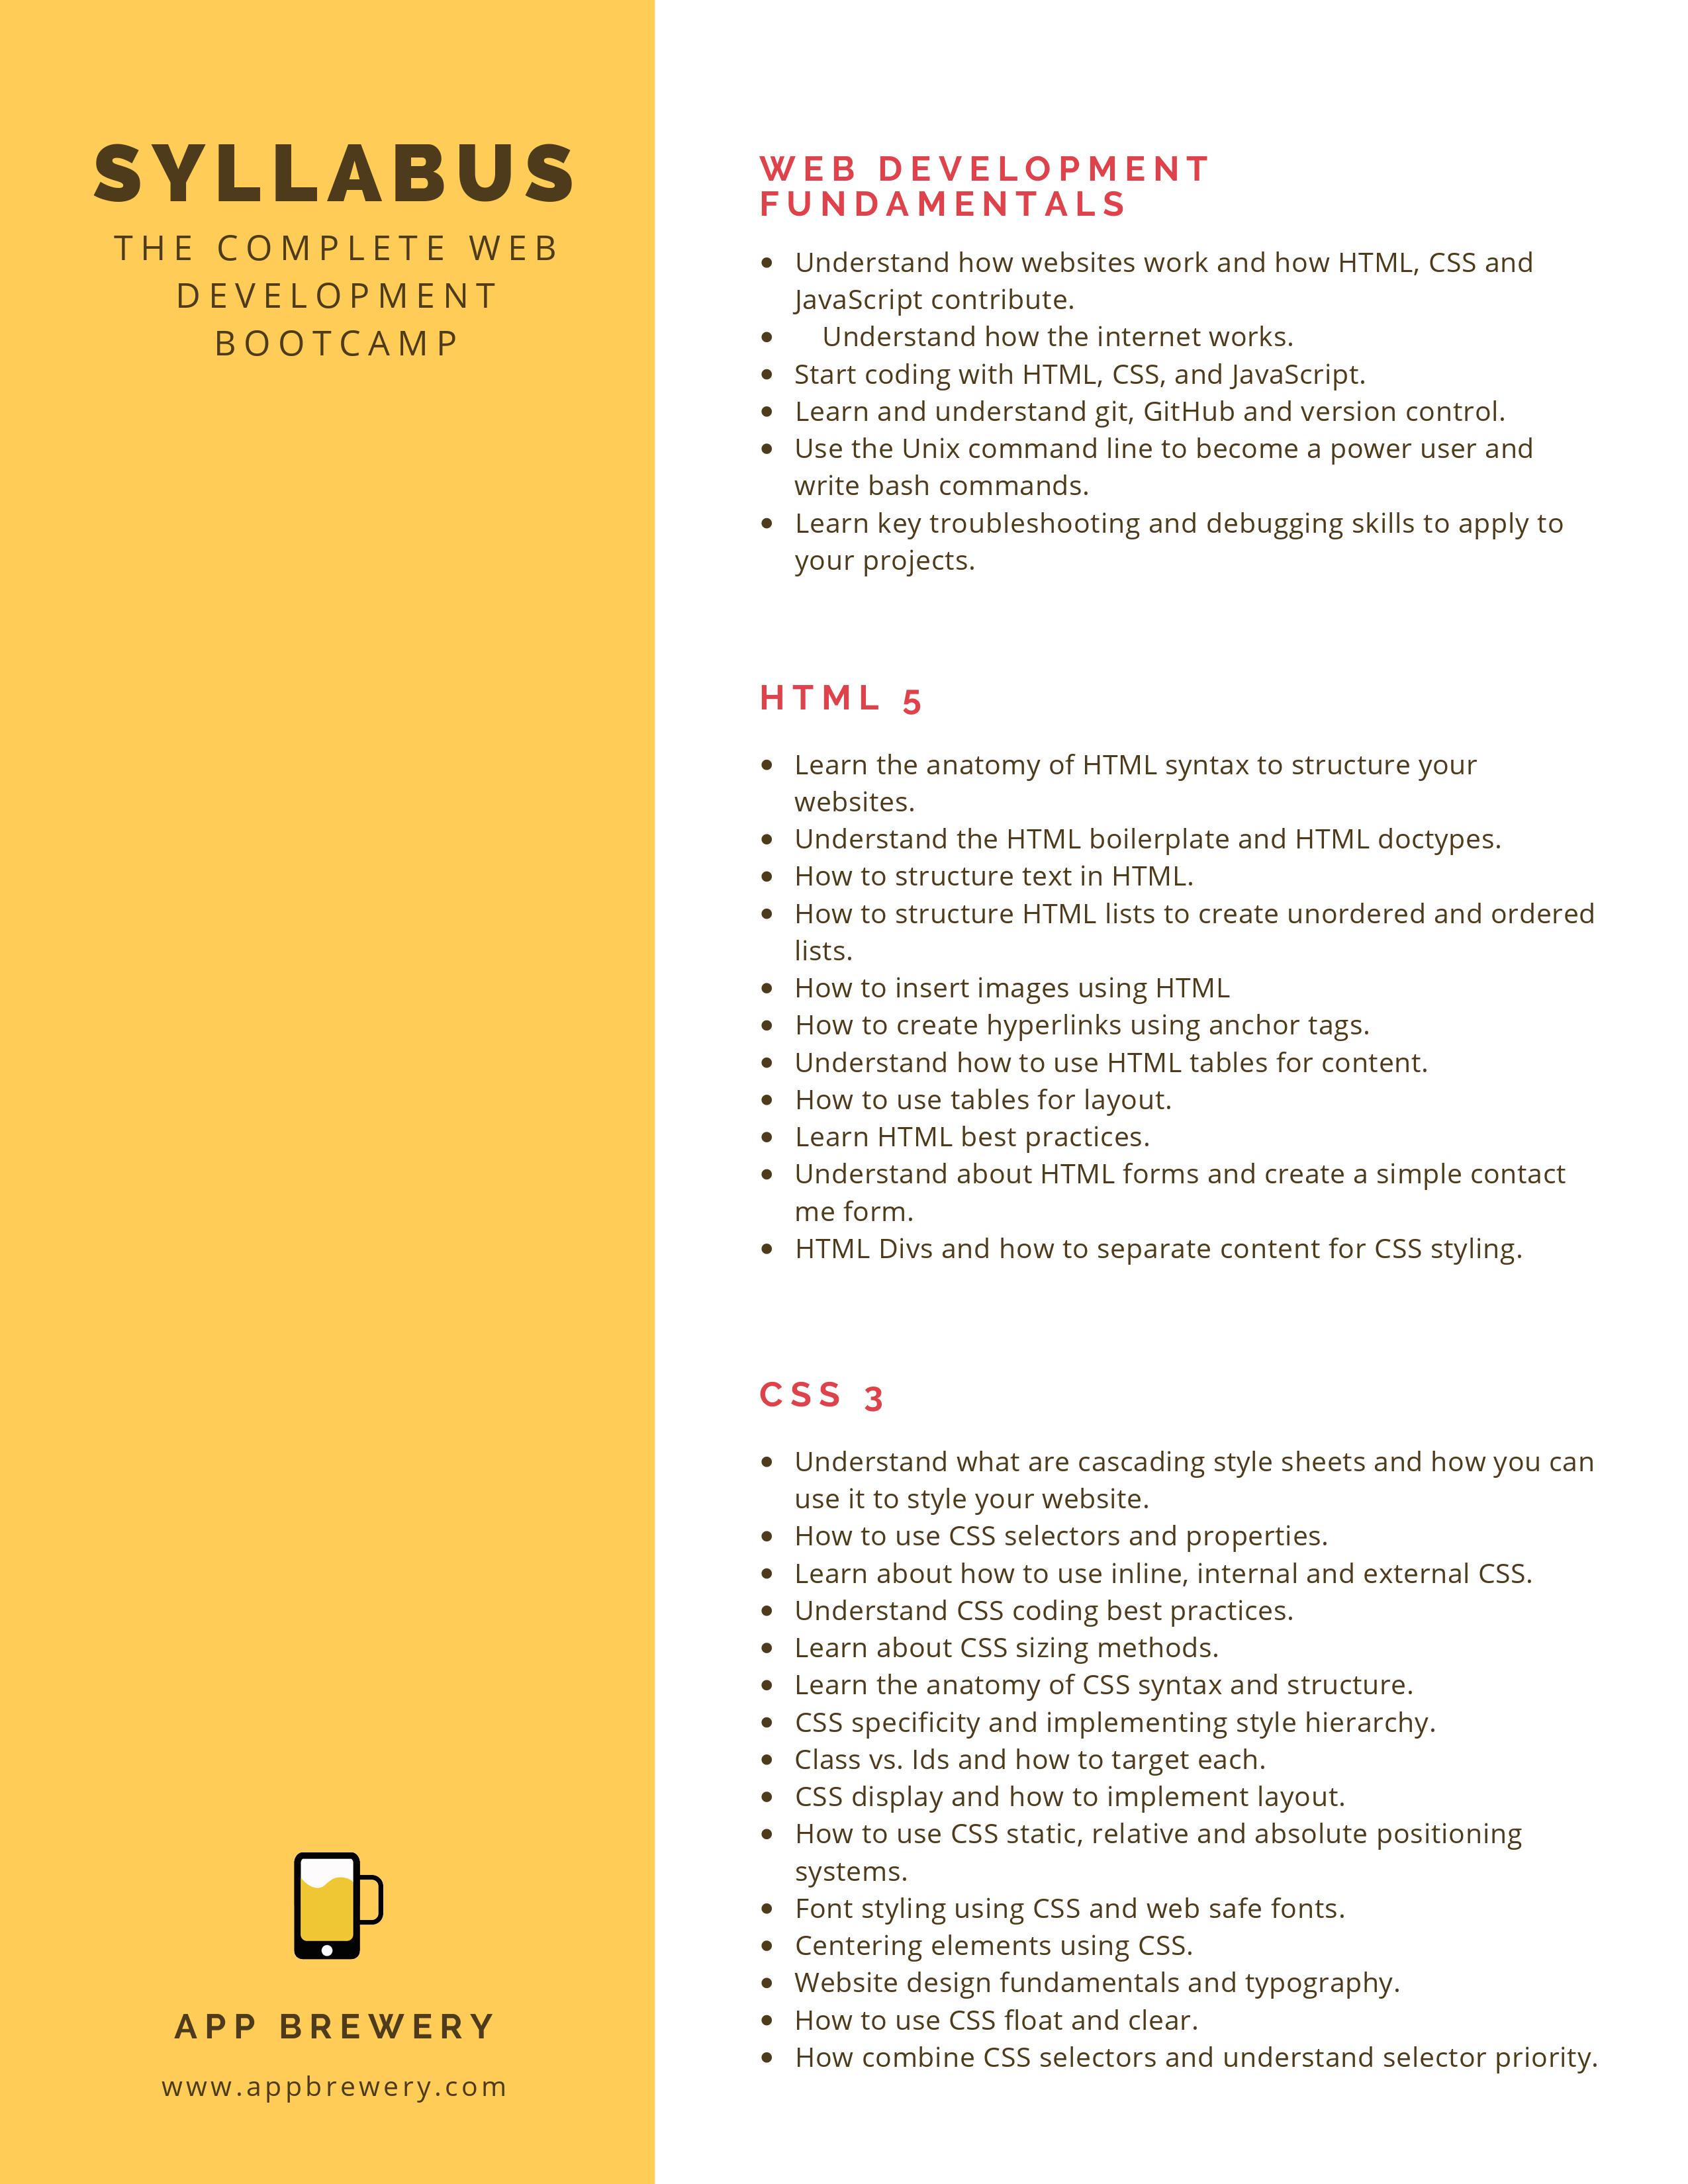 SYLLABUS
THE COMPLETE WEB
DEVELOPMENT
BOOTCAMP
APP BREWERY
www.appbrewery.com
WEB DEVELOPMENT
FUNDAMENTALS
• Understand how websites work and how HTML, CSS and
JavaScript contribute.
• Understand how the internet works.
• Start coding with HTML, CSS, and JavaScript.
• Learn and understand git, GitHub and version control.
• Use the Unix command line to become a power user and
write bash commands.
• Learn key troubleshooting and debugging skills to apply to
your projects.
HTML 5
• Learn the anatomy of HTML syntax to structure your
websites.
• Understand the HTML boilerplate and HTML doctypes.
• How to structure text in HTML.
• How to structure HTML lists to create unordered and ordered
lists.
• How to insert images using HTML
• How to create hyperlinks using anchor tags.
• Understand how to use HTML tables for content.
• How to use tables for layout.
• Learn HTML best practices.
• Understand about HTML forms and create a simple contact
me form.
• HTML Divs and how to separate content for CSS styling.
CSS 3
• Understand what are cascading style sheets and how you can
use it to style your website.
• How to use CSS selectors and properties.
• Learn about how to use inline, internal and external CSS.
• Understand CSS coding best practices.
• Learn about CSS sizing methods.
• Learn the anatomy of CSS syntax and structure.
• CSS specificity and implementing style hierarchy.
• Class vs. Ids and how to target each.
• CSS display and how to implement layout.
• How to use CSS static, relative and absolute positioning
systems.
• Font styling using CSS and web safe fonts.
• Centering elements using CSS.
• Website design fundamentals and typography.
• How to use CSS float and clear.
• How combine CSS selectors and understand selector priority.